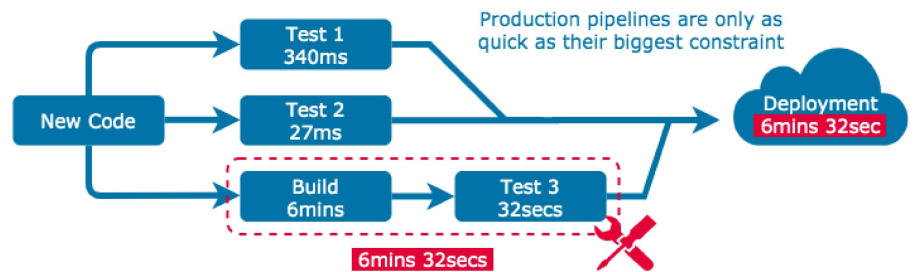 Production pipelines are only as
quick as their biggest constraint
New Code
Test 1
340ms
Test 2
27ms
Build
6mins
Test 3
32secs
6mins 32secs
Deployment
6mins 32sec